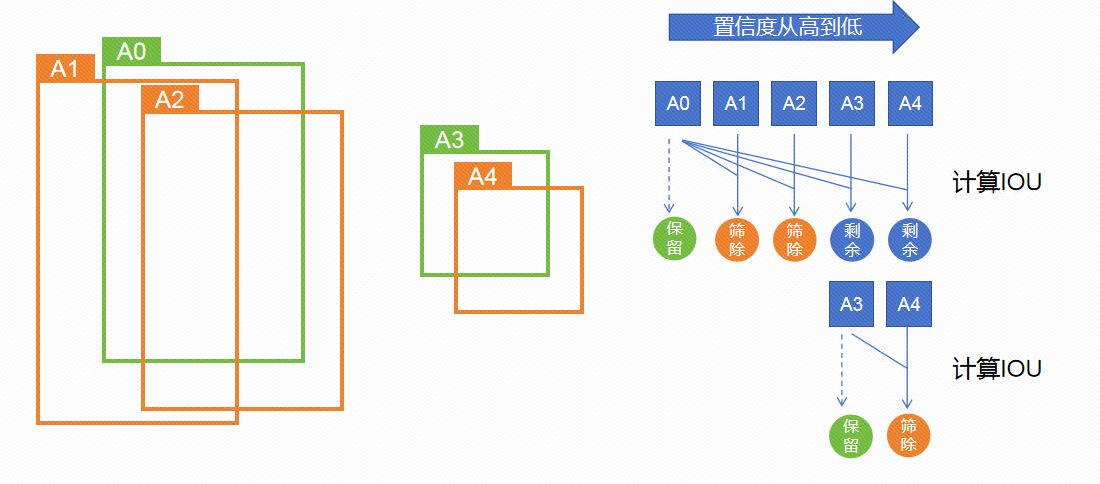 A0
A1
A2
A3
A4
置信度从高到低
A0 A1 A2 A3 A4
计算IOU
保留 筛除 筛除 剩余 剩余
A3 A4
计算IOU
保留 筛除